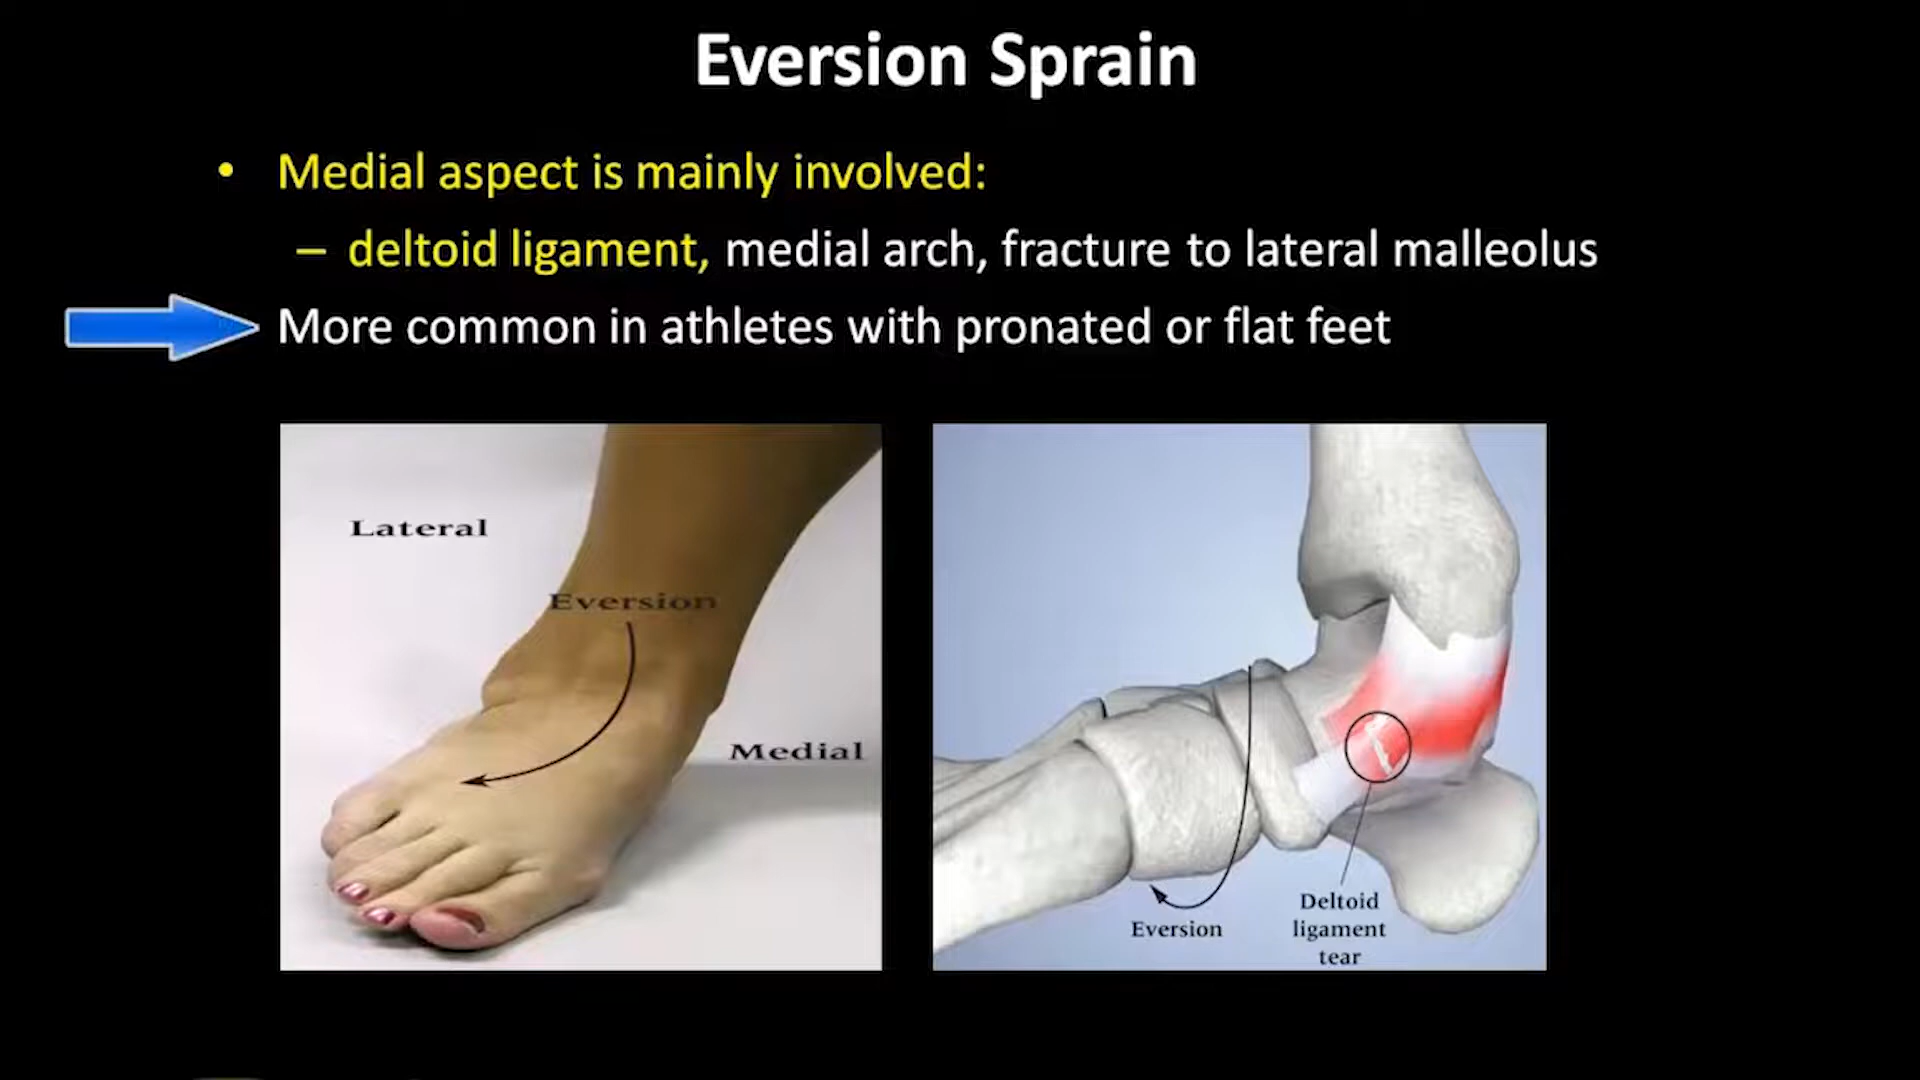 Eversion Sprain
• Medial aspect is mainly involved:
– deltoid ligament, medial arch, fracture to lateral malleolus
More common in athletes with pronated or flat feet
Lateral
Eversion
Medial
Eversion
Deltoid
ligament
tear